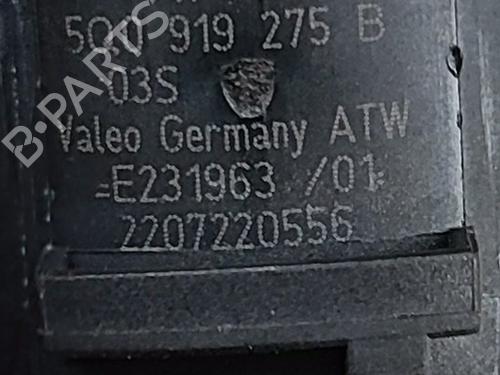 5Q0 919 275 B
03S
Valeo Germany ATW
=E231963 /01=
2207220556
B-PARTS